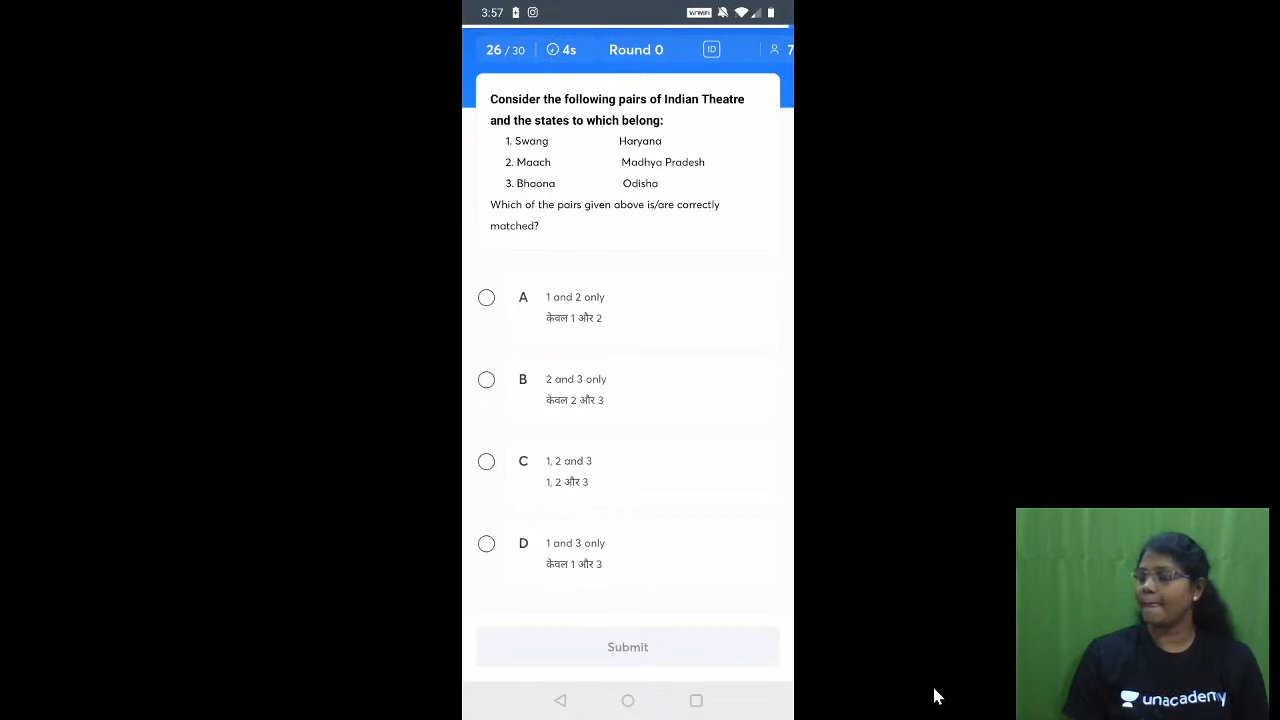 3:57
VoWiFi
26 / 30
4s
Round 0
ID
7
Consider the following pairs of Indian Theatre
and the states to which belong:
1. Swang Haryana
2. Maach Madhya Pradesh
3. Bhaona Odisha
Which of the pairs given above is/are correctly
matched?
A 1 and 2 only
केवल 1 और 2
B 2 and 3 only
केवल 2 और 3
C 1, 2 and 3
1, 2 और 3
D 1 and 3 only
केवल 1 और 3
Submit
unacademy